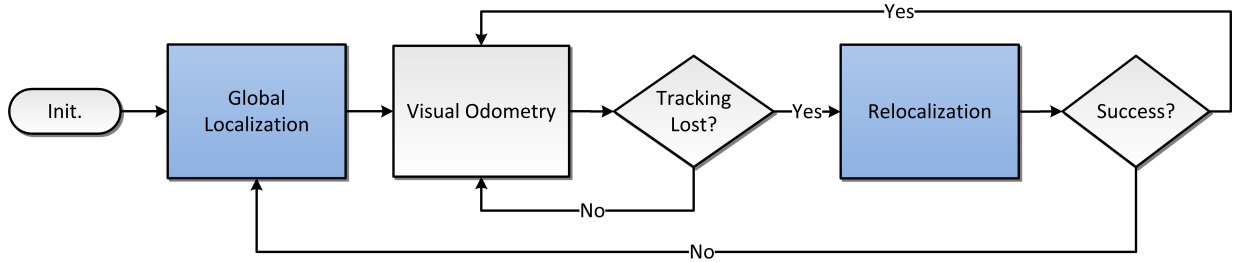 Yes
Init.
Global
Localization
Visual Odometry
Tracking
Lost?
Yes
Relocalization
Success?
No
No